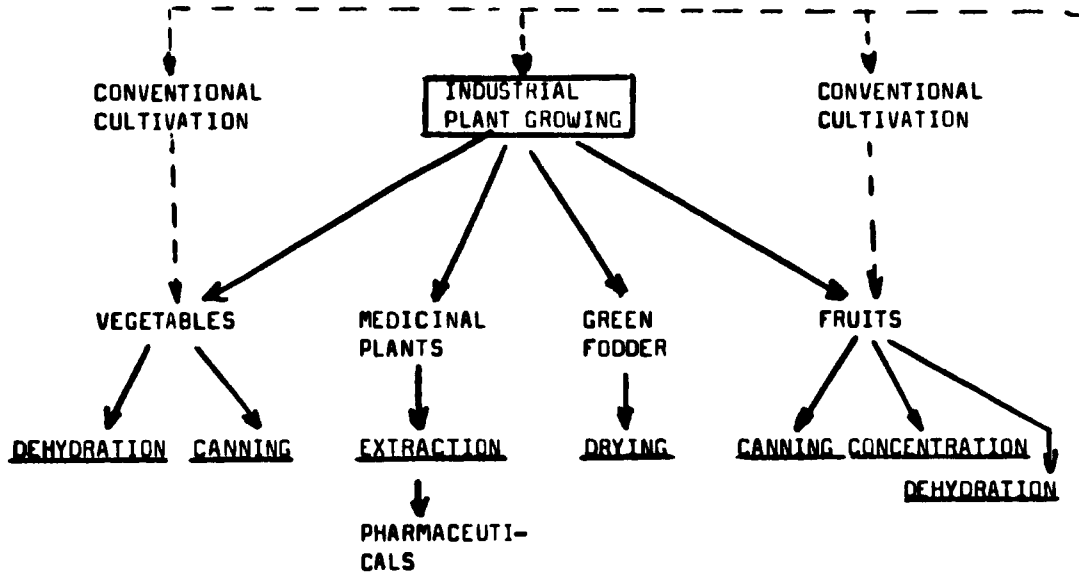 CONVENTIONAL
CULTIVATION
INDUSTRIAL
PLANT GROWING
CONVENTIONAL
CULTIVATION
VEGETABLES
MEDICINAL
PLANTS
GREEN
FODDER
FRUITS
DEHYDRATION
CANNING
EXTRACTION
DRYING
CANNING
CONCENTRATION
DEHYDRATION
PHARMACEUTI-
CALS